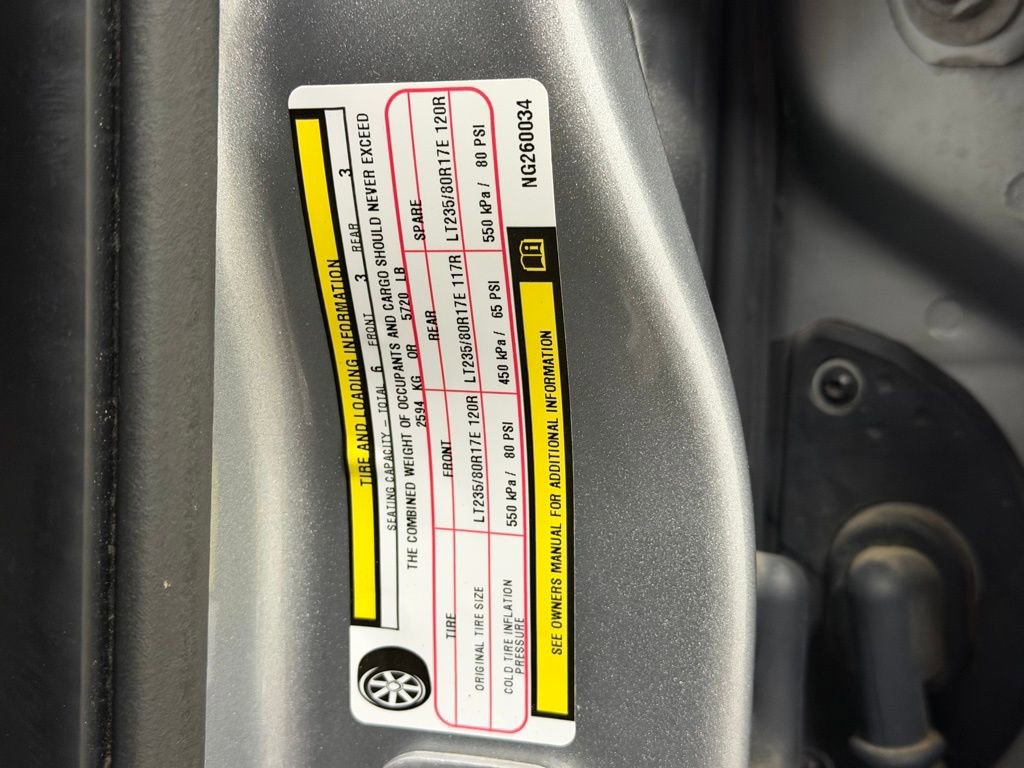 TIRE AND LOADING INFORMATION
SEATING CAPACITY – TOTAL 6 FRONT 3 REAR 3
THE COMBINED WEIGHT OF OCCUPANTS AND CARGO SHOULD NEVER EXCEED
2594 KG OR 5720 LB
TIRE FRONT REAR SPARE
ORIGINAL TIRE SIZE LT235/80R17E 120R LT235/80R17E 117R LT235/80R17E 120R
COLD TIRE INFLATION
PRESSURE 550 kPa / 80 PSI 450 kPa / 65 PSI 550 kPa / 80 PSI
SEE OWNERS MANUAL FOR ADDITIONAL INFORMATION
NG260034